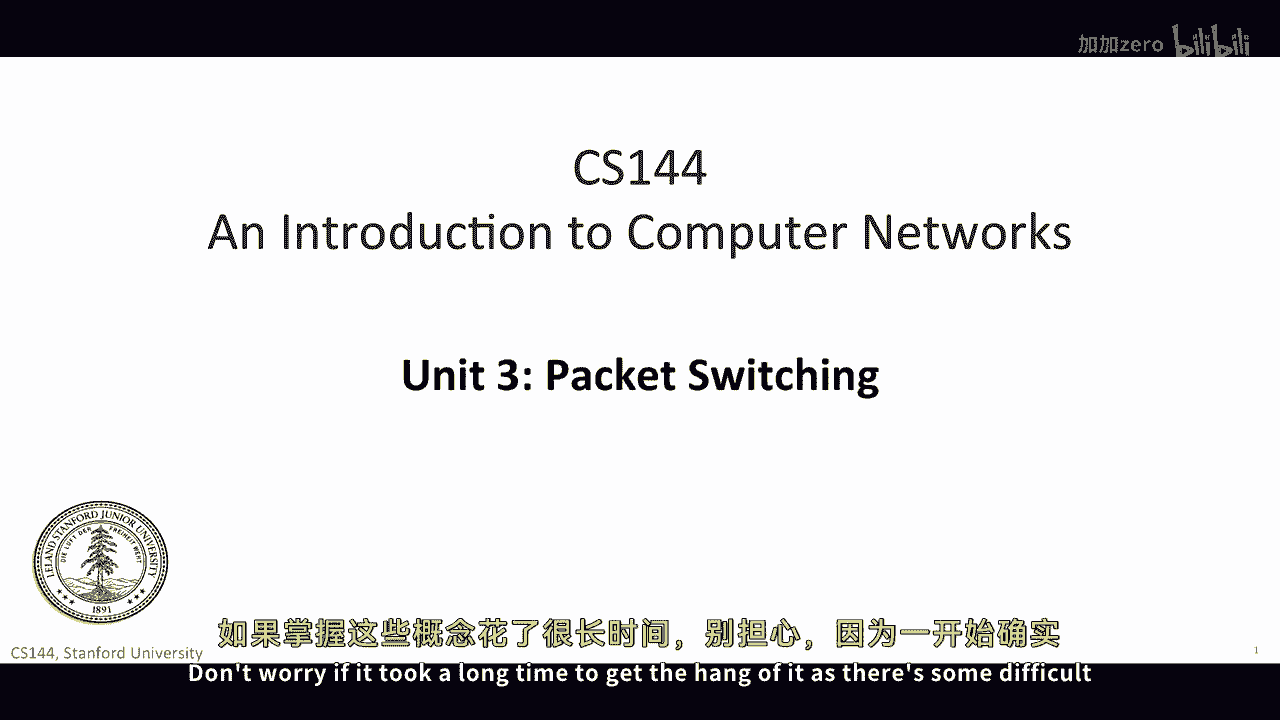 加加zero bilibili
CS144
An Introduction to Computer Networks
Unit 3: Packet Switching
LELAND STANFORD JUNIOR UNIVERSITY
DIE LUFT DER FREIHEIT WEHT
1891
如果掌握这些概念花了很长时间，别担心，因为一开始确实
CS144, Stanford University
1
Don't worry if it took a long time to get the hang of it as there's some difficult